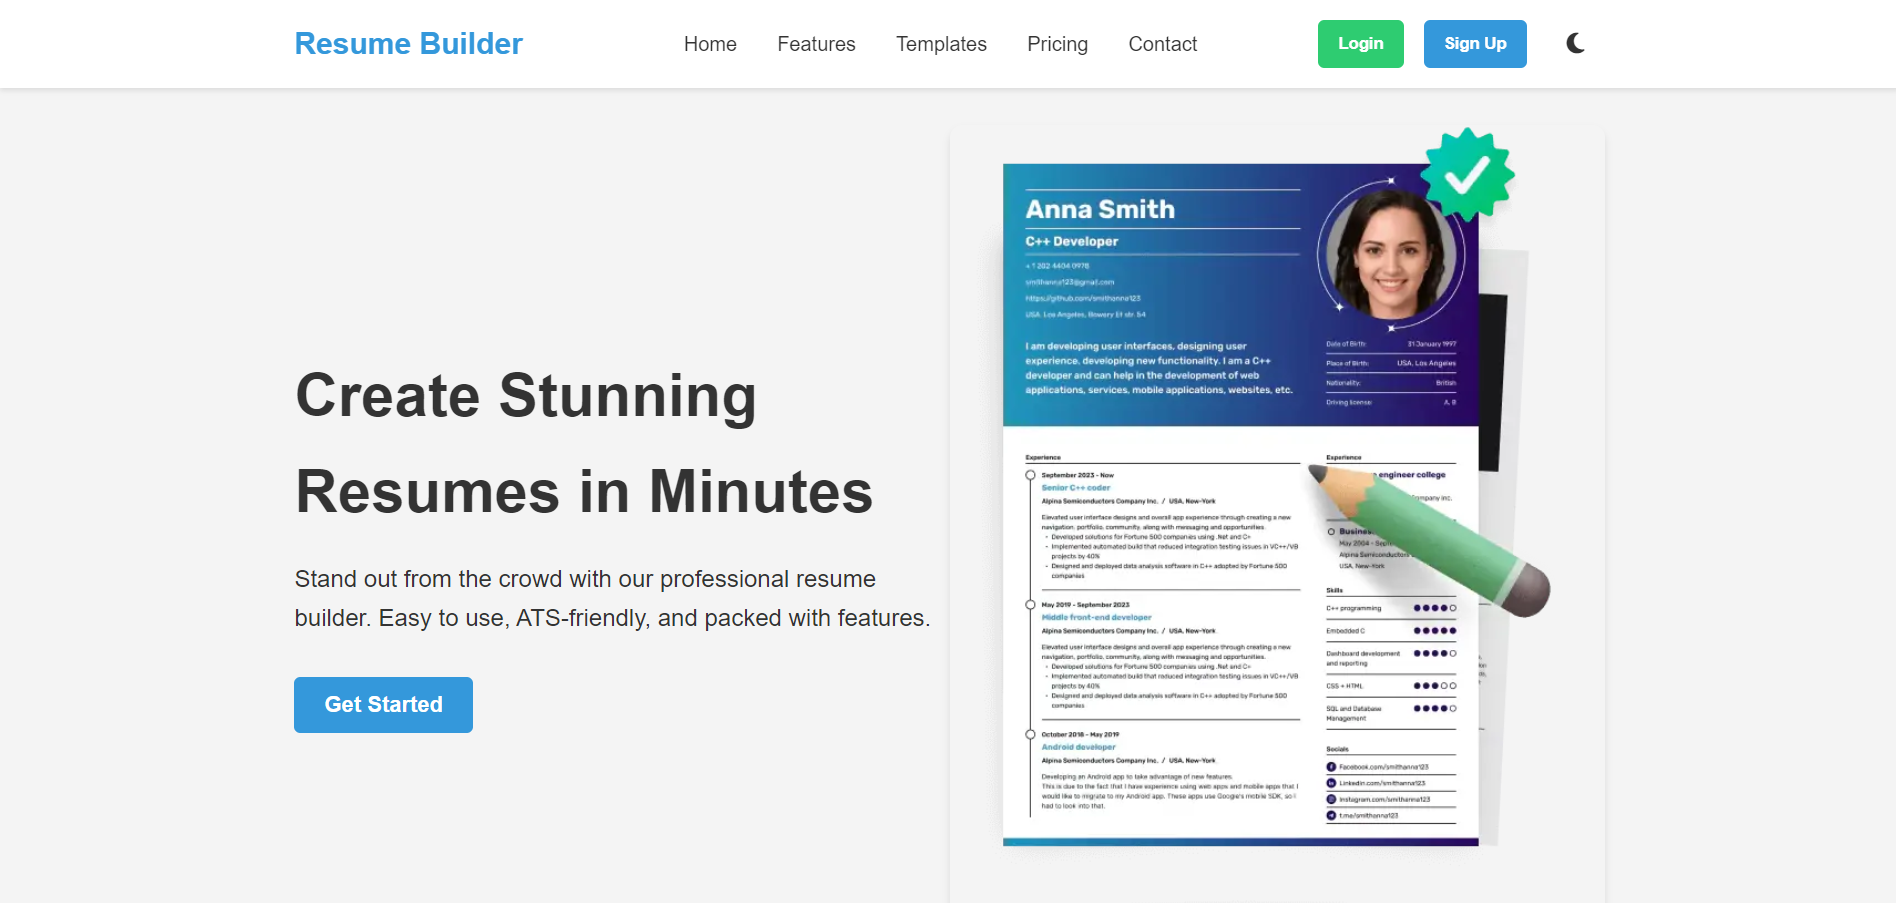 Resume Builder
Home
Features
Templates
Pricing
Contact
Login
Sign Up
Create Stunning
Resumes in Minutes
Stand out from the crowd with our professional resume
builder. Easy to use, ATS-friendly, and packed with features.
Get Started
Anna Smith
C++ Developer
+ 1 202 4404 0978
smithanna123@gmail.com
https://github.com/smithanna123
USA, Los Angeles, Bowery Et str. 54
I am developing user interfaces, designing user
experience, developing new functionality. I am a C++
developer and can help in the development of web
applications, services, mobile applications, websites, etc.
Date of Birth: 31 January 1997
Place of Birth: USA, Los Angeles
Nationality: British
Driving license: A, B
Experience
September 2023 - Now
Senior C++ coder
Alpina Semiconductors Company Inc. / USA, New-York
Elevated user interface designs and overall app experience through creating a new
navigation, portfolio, community, along with messaging and opportunities.
• Developed solutions for Fortune 500 companies using .Net and C+
• Implemented automated build that reduced integration testing issues in VC++/VB
projects by 40%
• Designed and deployed data analysis software in C++ adopted by Fortune 500
companies
May 2019 - September 2023
Middle front-end developer
Alpina Semiconductors Company Inc. / USA, New-York
Elevated user interface designs and overall app experience through creating a new
navigation, portfolio, community, along with messaging and opportunities.
• Developed solutions for Fortune 500 companies using .Net and C+
• Implemented automated build that reduced integration testing issues in VC++/VB
projects by 40%
• Designed and deployed data analysis software in C++ adopted by Fortune 500
companies
October 2018 - May 2019
Android developer
Alpina Semiconductors Company Inc. / USA, New-York
Developing an Android app to take advantage of new features.
This is due to the fact that I have experience using web apps and mobile apps that I
would like to migrate to my Android app. These apps use Google's mobile SDK, so I
had to look into that.
Experience
engineer college
Company Inc.
May 2004 -
Alpina Semiconductors
USA, New-York
Skills
C++ programming
Embedded C
Dashboard development
and reporting
CSS + HTML
SQL and Database
Management
Socials
Facebook.com/smithanna123
Linkedin.com/smithanna123
Instagram.com/smithanna123
t.me/smithanna123